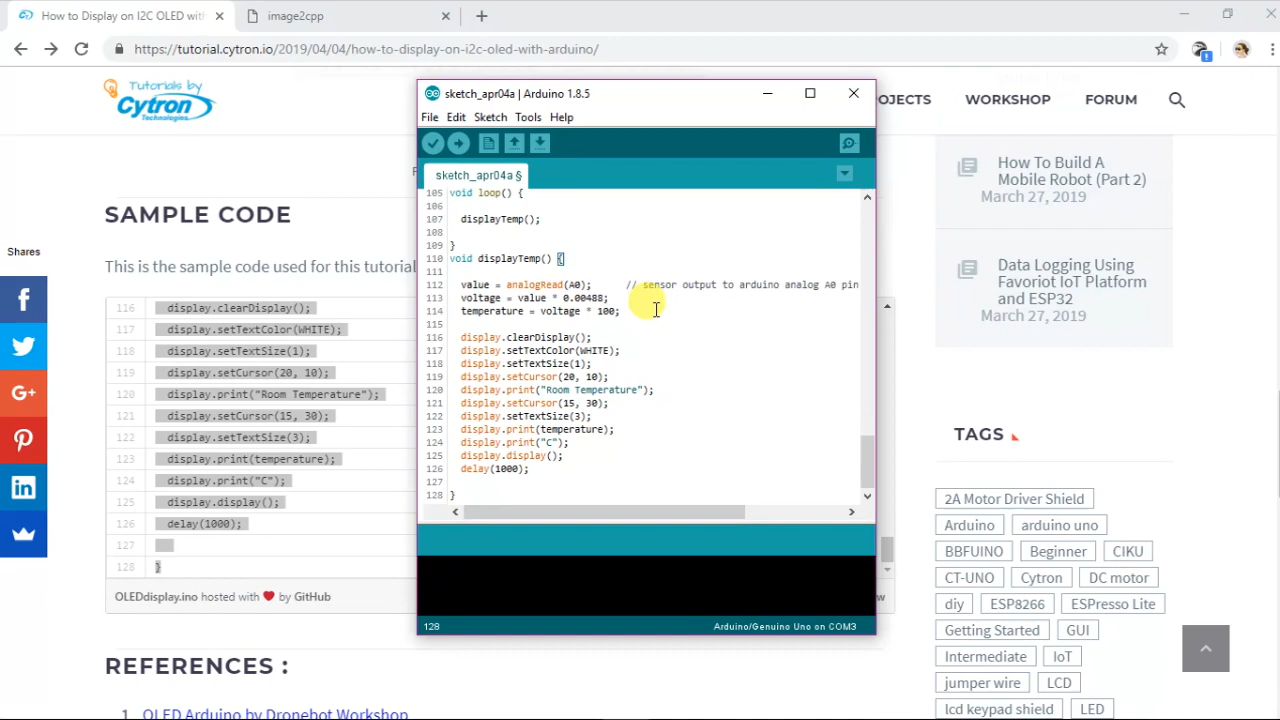 How to Display on I2C OLED with
image2cpp
https://tutorial.cytron.io/2019/04/04/how-to-display-on-i2c-oled-with-arduino/
Tutorials by
Cytron
Technologies
OJECTS
WORKSHOP
FORUM
Shares
SAMPLE CODE
This is the sample code used for this tutorial
116 display.clearDisplay();
117 display.setTextColor(WHITE);
118 display.setTextSize(1);
119 display.setCursor(20, 10);
120 display.print("Room Temperature");
121 display.setCursor(15, 30);
122 display.setTextSize(3);
123 display.print(temperature);
124 display.print("C");
125 display.display();
126 delay(1000);
127
128 }
OLEDdisplay.ino hosted with ❤ by GitHub
w
REFERENCES :
1. OLED Arduino by Dronebot Workshop
sketch_apr04a | Arduino 1.8.5
File Edit Sketch Tools Help
sketch_apr04a §
105 void loop() {
106
107 displayTemp();
108
109 }
110 void displayTemp() {
111
112 value = analogRead(A0); // sensor output to arduino analog A0 pin
113 voltage = value * 0.00488;
114 temperature = voltage * 100;
115
116 display.clearDisplay();
117 display.setTextColor(WHITE);
118 display.setTextSize(1);
119 display.setCursor(20, 10);
120 display.print("Room Temperature");
121 display.setCursor(15, 30);
122 display.setTextSize(3);
123 display.print(temperature);
124 display.print("C");
125 display.display();
126 delay(1000);
127
128 }
128
Arduino/Genuino Uno on COM3
How To Build A
Mobile Robot (Part 2)
March 27, 2019
Data Logging Using
Favoriot IoT Platform
and ESP32
March 27, 2019
TAGS
2A Motor Driver Shield
Arduino
arduino uno
BBFUINO
Beginner
CIKU
CT-UNO
Cytron
DC motor
diy
ESP8266
ESPresso Lite
Getting Started
GUI
Intermediate
IoT
jumper wire
LCD
lcd keypad shield
LED